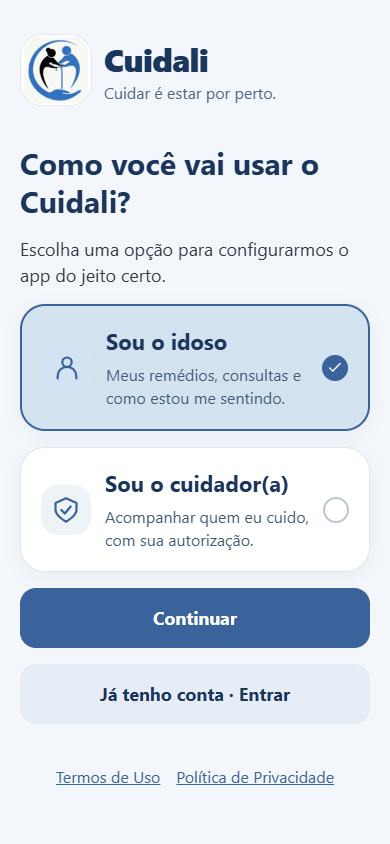 Cuidali
Cuidar é estar por perto.
Como você vai usar o
Cuidali?
Escolha uma opção para configurarmos o
app do jeito certo.
Sou o idoso
Meus remédios, consultas e
como estou me sentindo.
Sou o cuidador(a)
Acompanhar quem eu cuido,
com sua autorização.
Continuar
Já tenho conta · Entrar
Termos de Uso Política de Privacidade